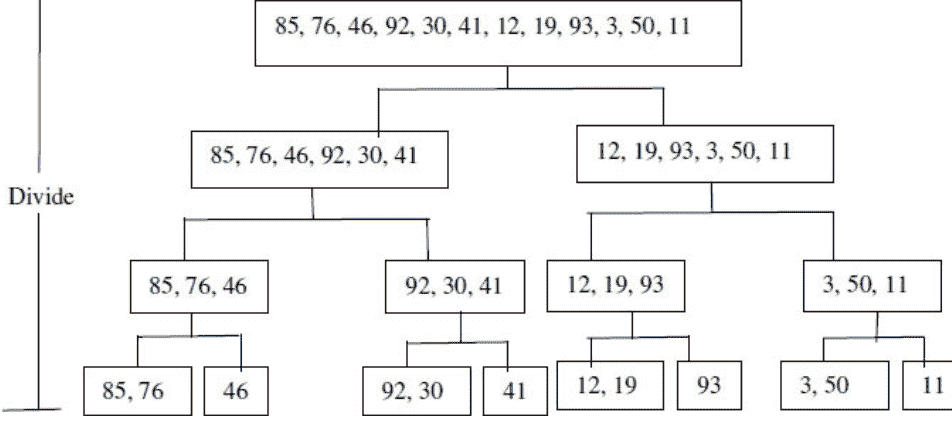 85, 76, 46, 92, 30, 41, 12, 19, 93, 3, 50, 11
85, 76, 46, 92, 30, 41
12, 19, 93, 3, 50, 11
Divide
85, 76, 46
92, 30, 41
12, 19, 93
3, 50, 11
85, 76
46
92, 30
41
12, 19
93
3, 50
11